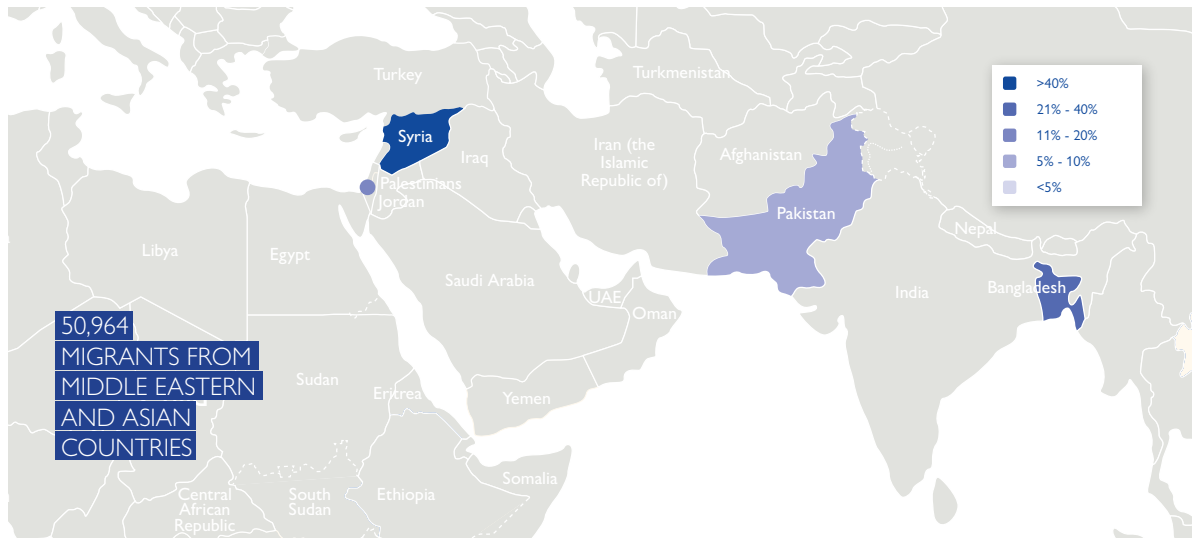 Turkey
Turkmenistan
>40%
21% - 40%
11% - 20%
5% - 10%
<5%
Syria
Iraq
Iran (the
Islamic
Republic of)
Afghanistan
Palestinians
Jordan
Pakistan
Nepal
Libya
Egypt
Saudi Arabia
UAE
Oman
India
Bangladesh
50,964
MIGRANTS FROM
MIDDLE EASTERN
AND ASIAN
COUNTRIES
Sudan
Eritrea
Yemen
Somalia
Central
African
Republic
South
Sudan
Ethiopia